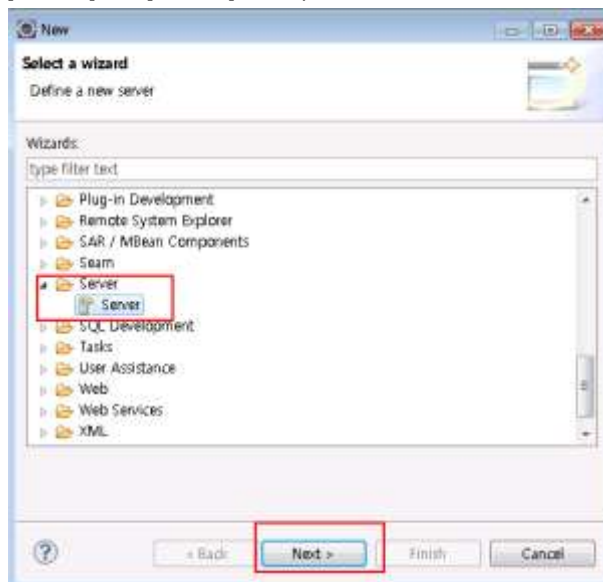 New
Select a wizard
Define a new server
Wizards:
type filter text
Plug-in Development
Remote System Explorer
SAR / MBean Components
Seam
Server
Server
SQL Development
Tasks
User Assistance
Web
Web Services
XML
? < Back Next > Finish Cancel